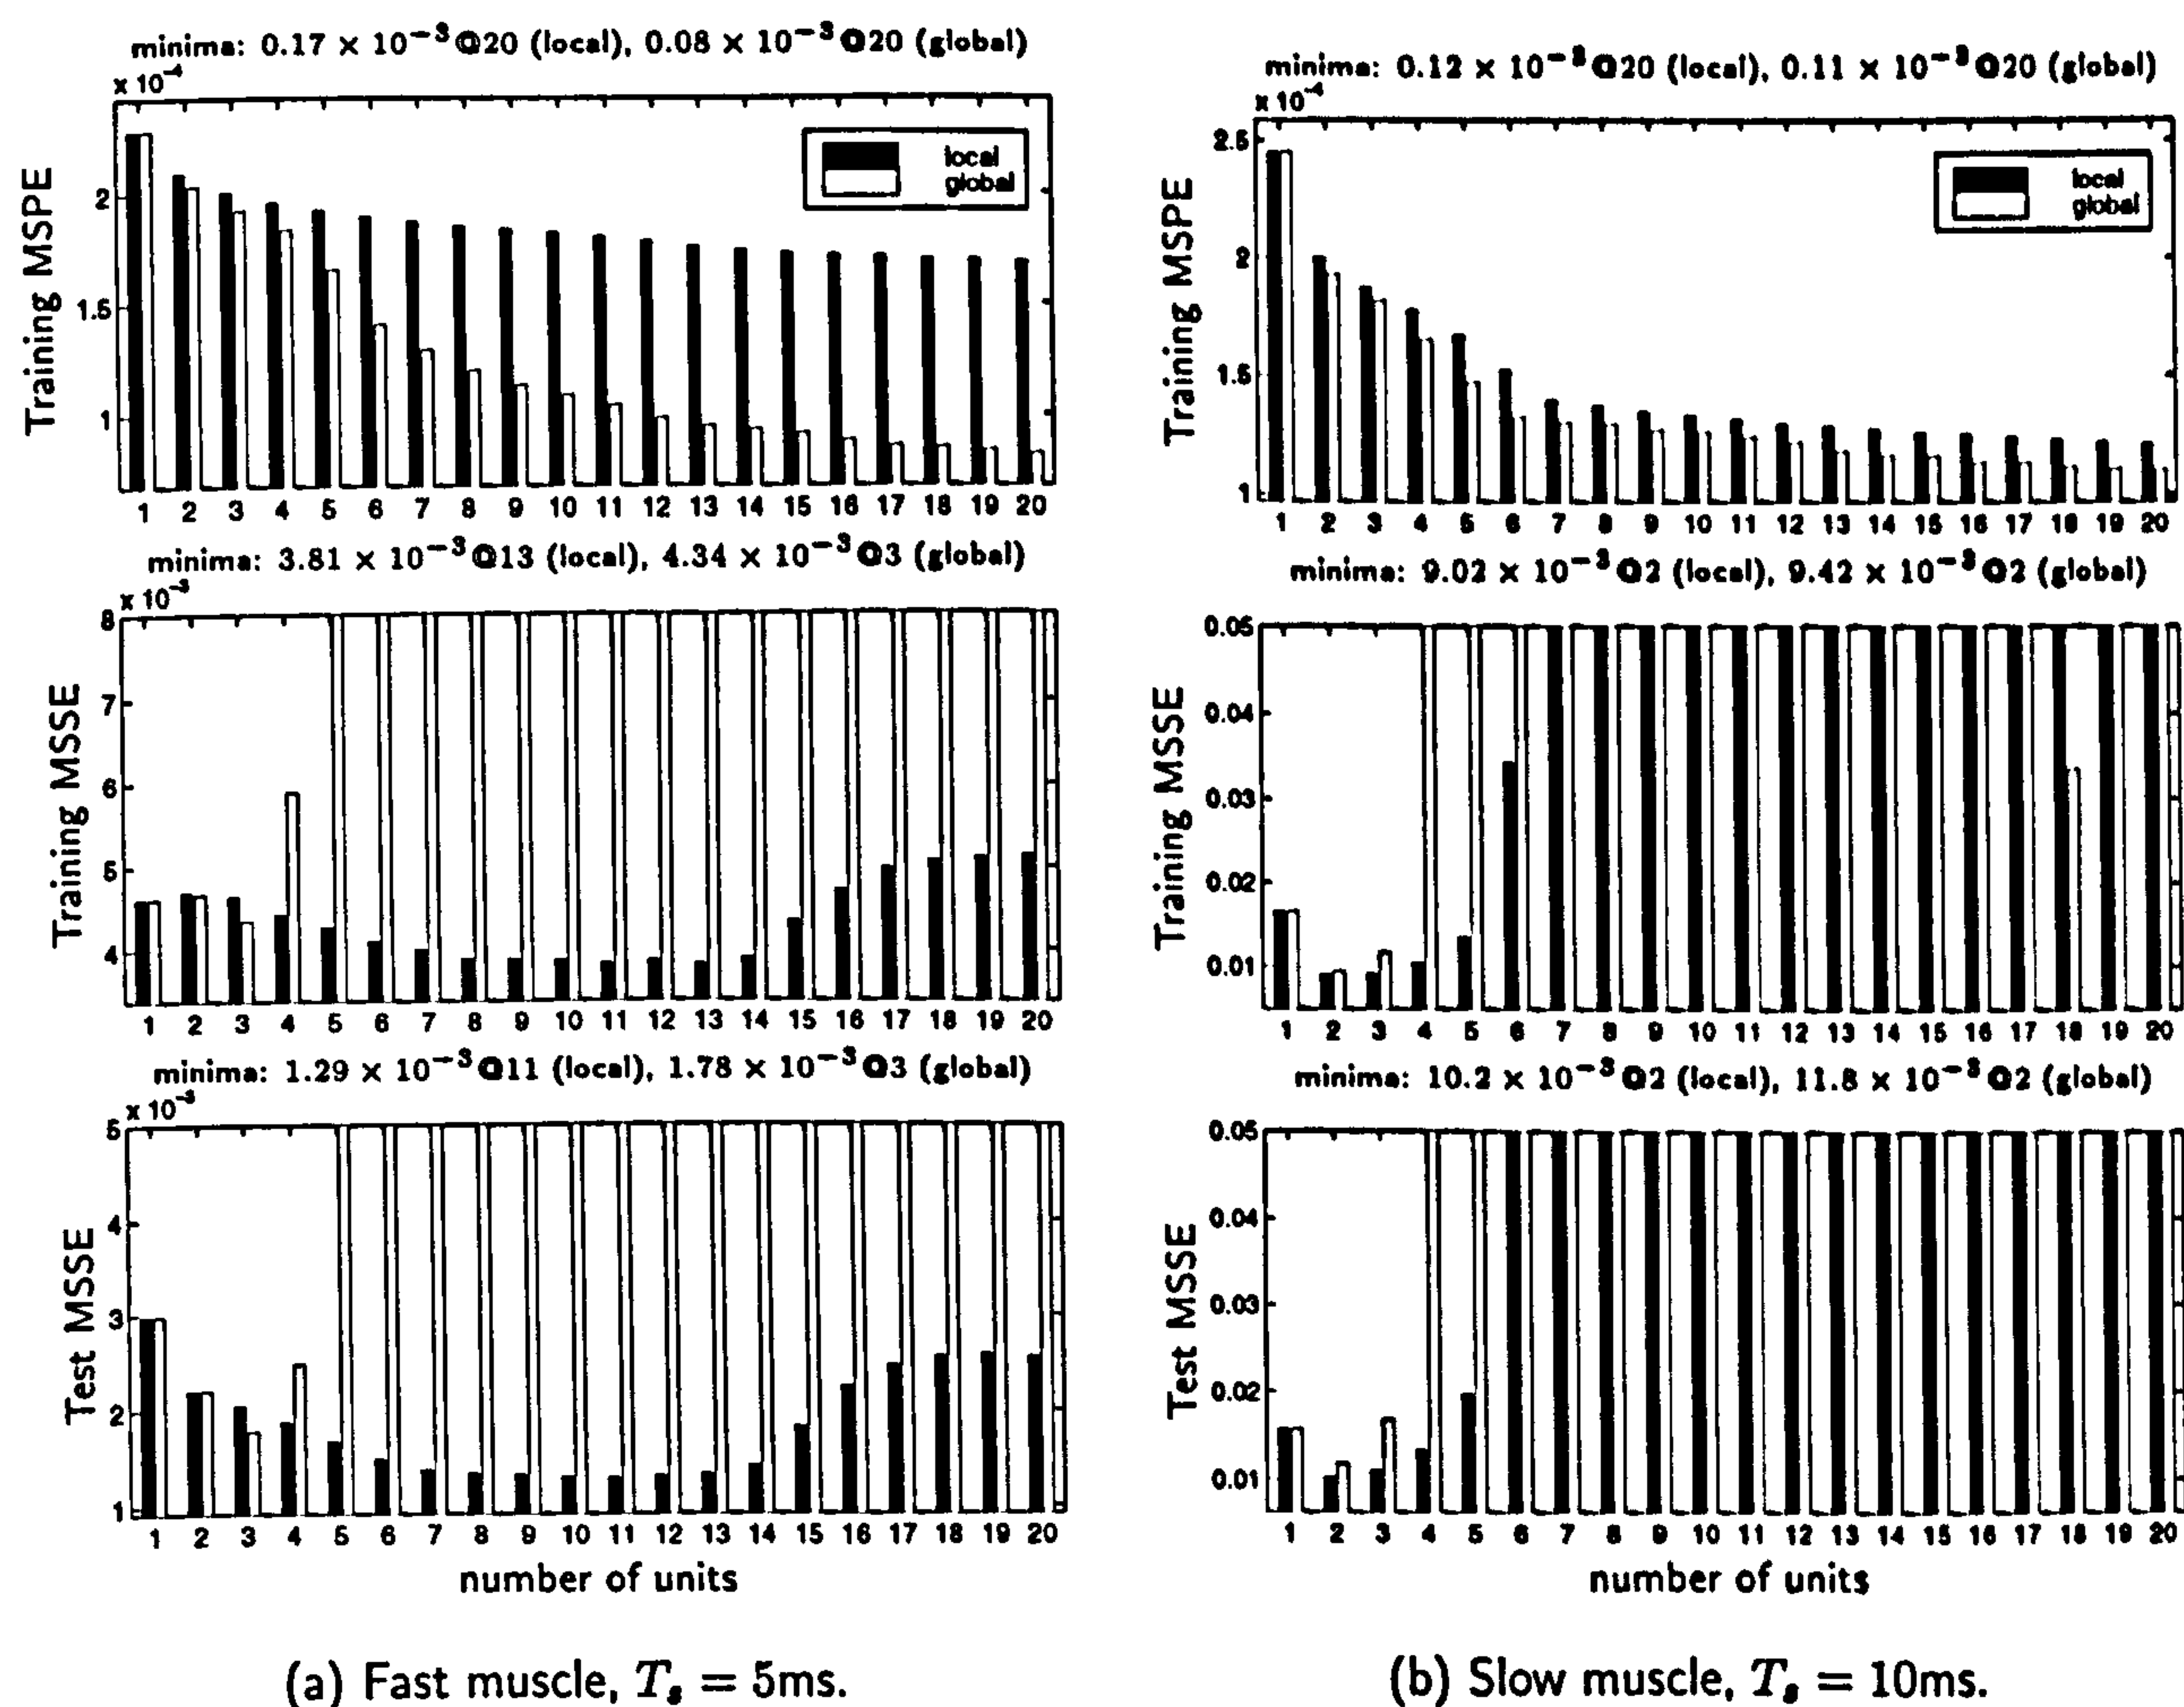 minima: 0.17 × 10⁻³@20 (local), 0.08 × 10⁻³@20 (global)
× 10⁻⁴
local
global
2
1.5
1
Training MSPE
1 2 3 4 5 6 7 8 9 10 11 12 13 14 15 16 17 18 19 20
minima: 3.81 × 10⁻³@13 (local), 4.34 × 10⁻³@3 (global)
× 10⁻³
8
7
6
5
4
Training MSSE
1 2 3 4 5 6 7 8 9 10 11 12 13 14 15 16 17 18 19 20
minima: 1.29 × 10⁻³@11 (local), 1.78 × 10⁻³@3 (global)
× 10⁻³
5
4
3
2
1
Test MSSE
1 2 3 4 5 6 7 8 9 10 11 12 13 14 15 16 17 18 19 20
number of units
(a) Fast muscle, Tₛ = 5ms.
minima: 0.12 × 10⁻³@20 (local), 0.11 × 10⁻³@20 (global)
× 10⁻⁴
local
global
2.5
2
1.5
1
Training MSPE
1 2 3 4 5 6 7 8 9 10 11 12 13 14 15 16 17 18 19 20
minima: 9.02 × 10⁻³@2 (local), 9.42 × 10⁻³@2 (global)
0.05
0.04
0.03
0.02
0.01
Training MSSE
1 2 3 4 5 6 7 8 9 10 11 12 13 14 15 16 17 18 19 20
minima: 10.2 × 10⁻³@2 (local), 11.8 × 10⁻³@2 (global)
0.05
0.04
0.03
0.02
0.01
Test MSSE
1 2 3 4 5 6 7 8 9 10 11 12 13 14 15 16 17 18 19 20
number of units
(b) Slow muscle, Tₛ = 10ms.